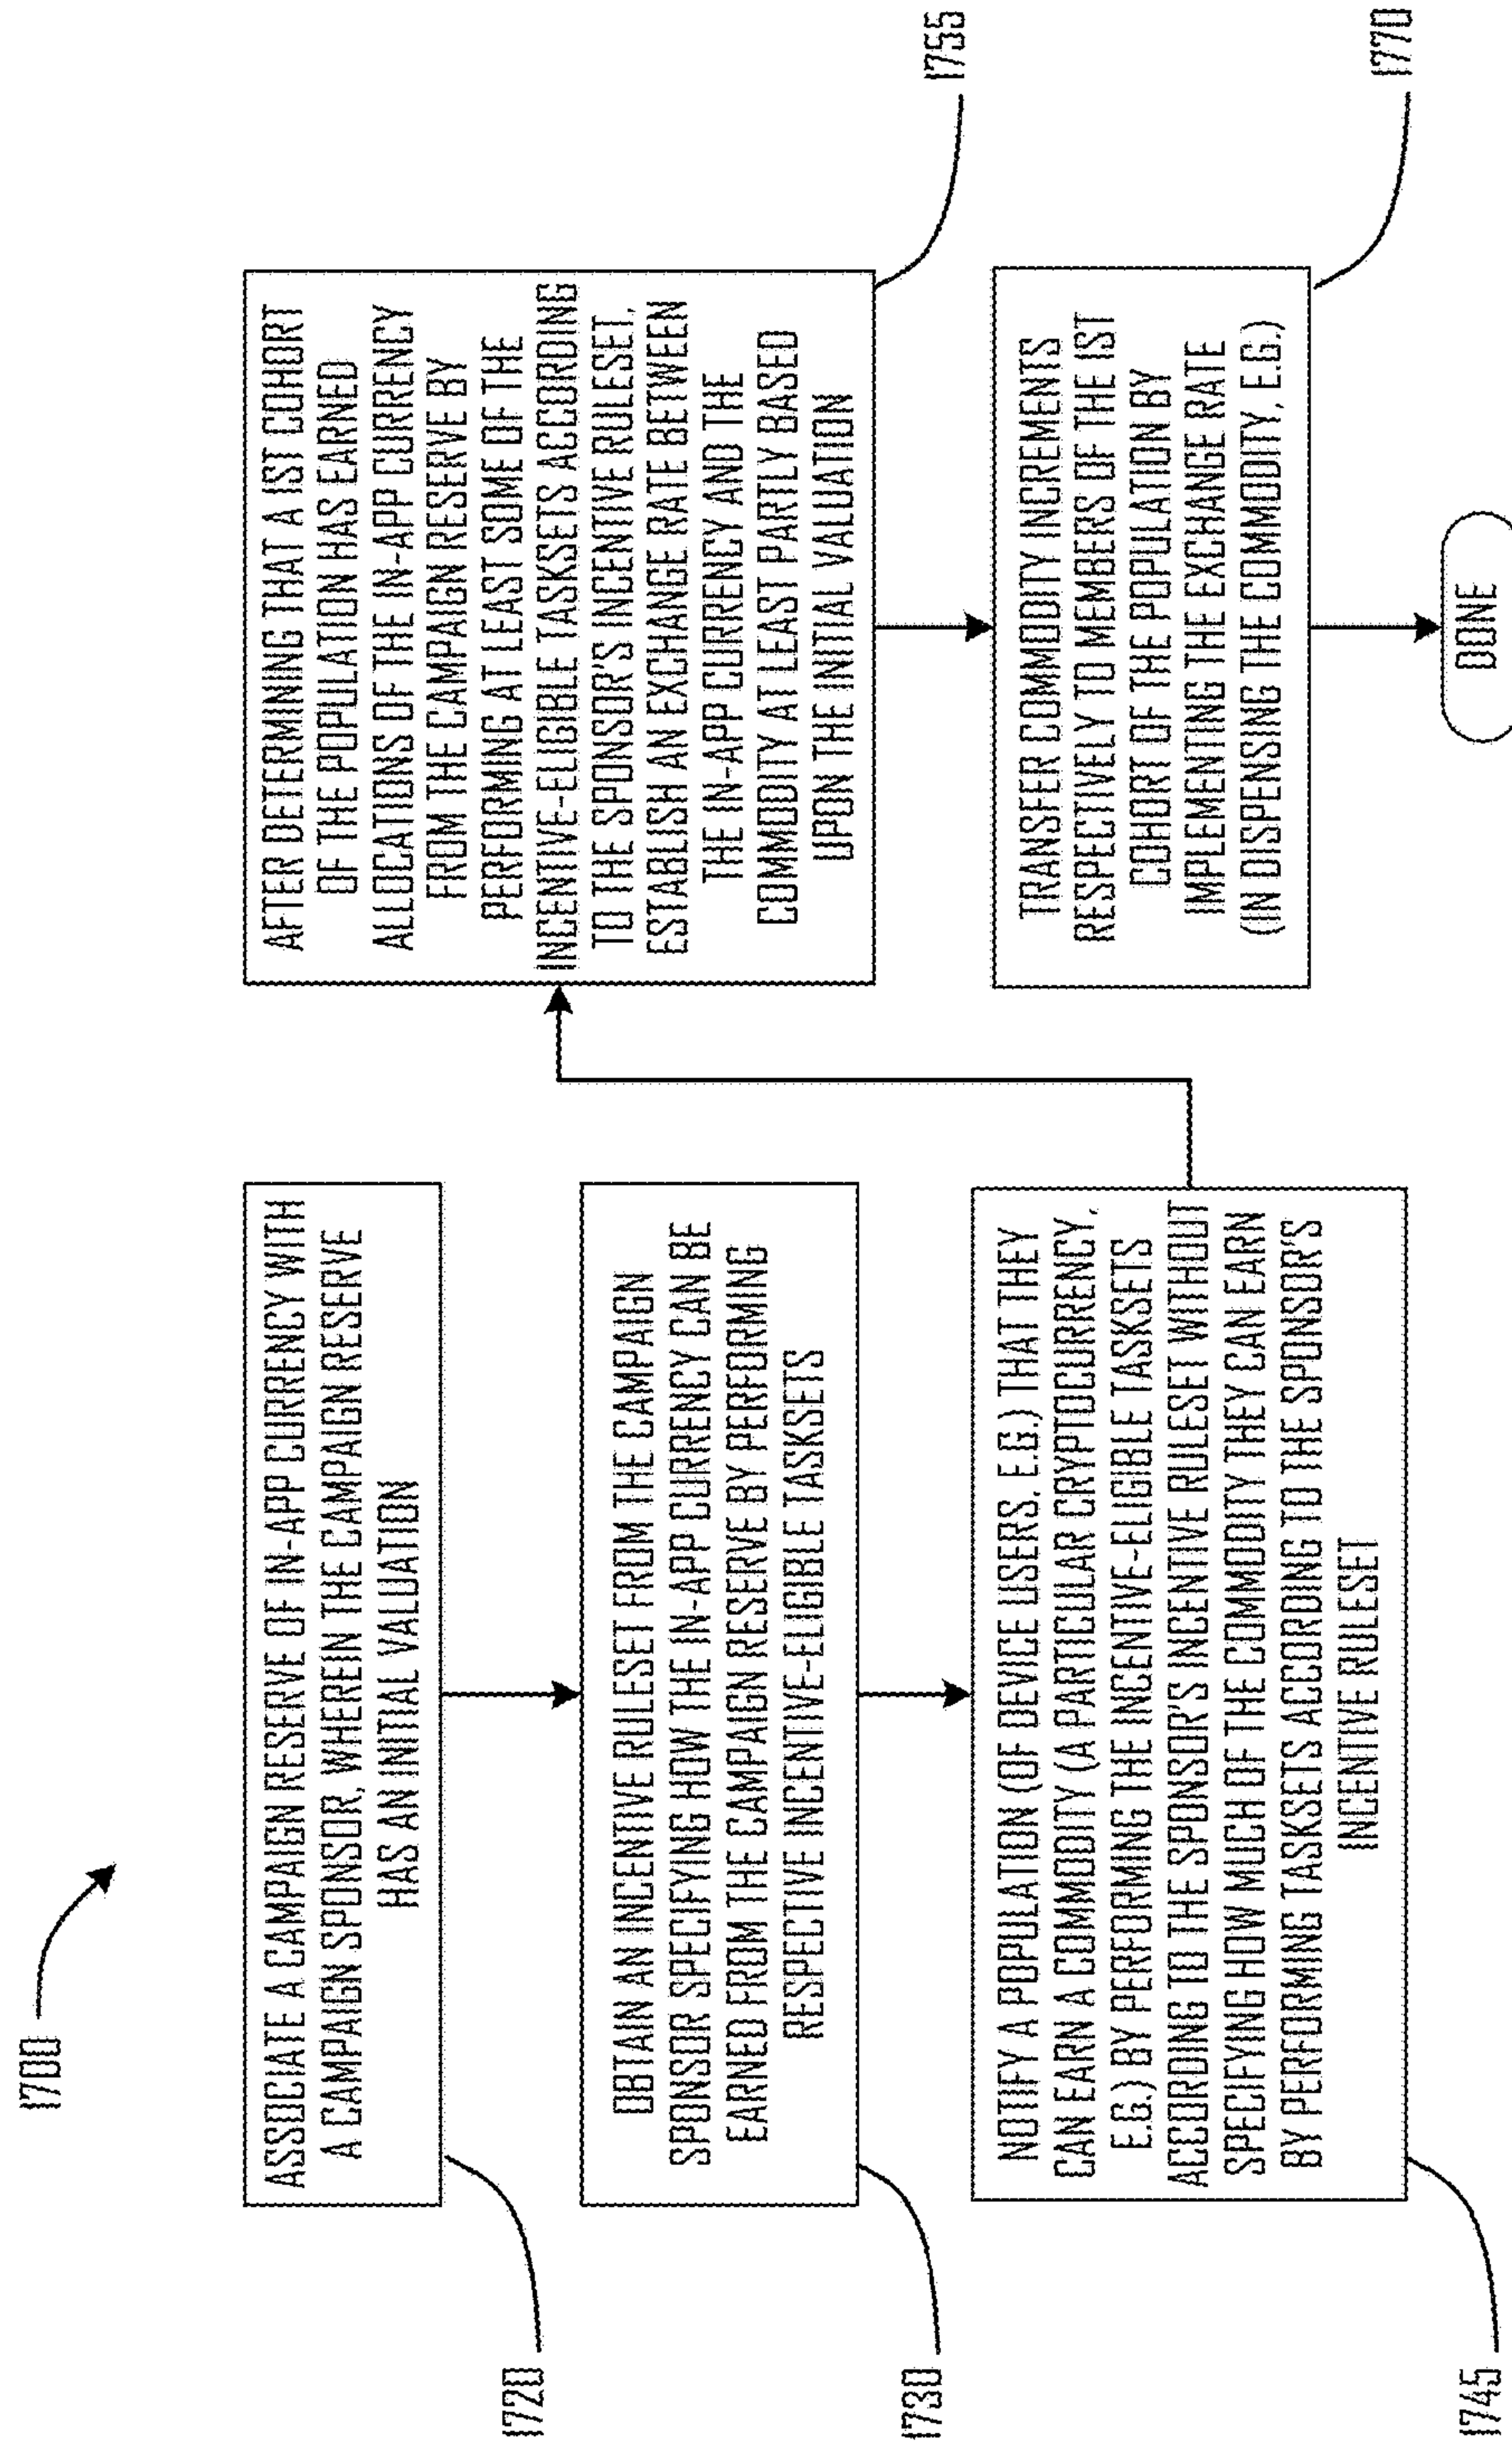 1700
ASSOCIATE A CAMPAIGN RESERVE OF IN-APP CURRENCY WITH
A CAMPAIGN SPONSOR, WHEREIN THE CAMPAIGN RESERVE
HAS AN INITIAL VALUATION
1720
OBTAIN AN INCENTIVE RULESET FROM THE CAMPAIGN
SPONSOR SPECIFYING HOW THE IN-APP CURRENCY CAN BE
EARNED FROM THE CAMPAIGN RESERVE BY PERFORMING
RESPECTIVE INCENTIVE-ELIGIBLE TASKSETS
1730
NOTIFY A POPULATION (OF DEVICE USERS, E.G.) THAT THEY
CAN EARN A COMMODITY (A PARTICULAR CRYPTOCURRENCY,
E.G.) BY PERFORMING THE INCENTIVE-ELIGIBLE TASKSETS
ACCORDING TO THE SPONSOR'S INCENTIVE RULESET WITHOUT
SPECIFYING HOW MUCH OF THE COMMODITY THEY CAN EARN
BY PERFORMING TASKSETS ACCORDING TO THE SPONSOR'S
INCENTIVE RULESET
1745
AFTER DETERMINING THAT A 1ST COHORT
OF THE POPULATION HAS EARNED
ALLOCATIONS OF THE IN-APP CURRENCY
FROM THE CAMPAIGN RESERVE BY
PERFORMING AT LEAST SOME OF THE
INCENTIVE-ELIGIBLE TASKSETS ACCORDING
TO THE SPONSOR'S INCENTIVE RULESET,
ESTABLISH AN EXCHANGE RATE BETWEEN
THE IN-APP CURRENCY AND THE
COMMODITY AT LEAST PARTLY BASED
UPON THE INITIAL VALUATION
1755
TRANSFER COMMODITY INCREMENTS
RESPECTIVELY TO MEMBERS OF THE 1ST
COHORT OF THE POPULATION BY
IMPLEMENTING THE EXCHANGE RATE
(IN DISPENSING THE COMMODITY, E.G.)
1770
DONE